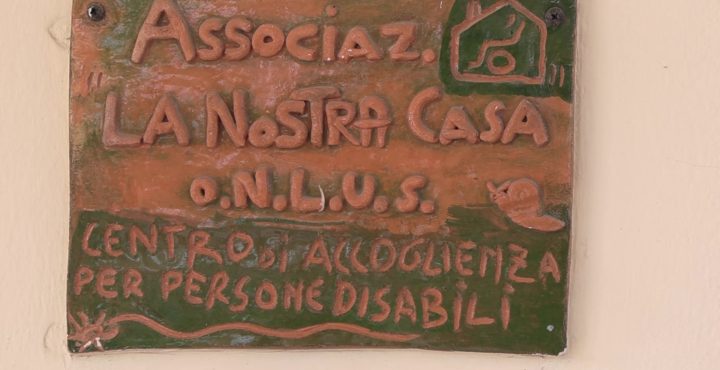 ASSOCIAZ.
"LA NOSTRA CASA"
O.N.L.U.S.
CENTRO DI ACCOGLIENZA
PER PERSONE DISABILI